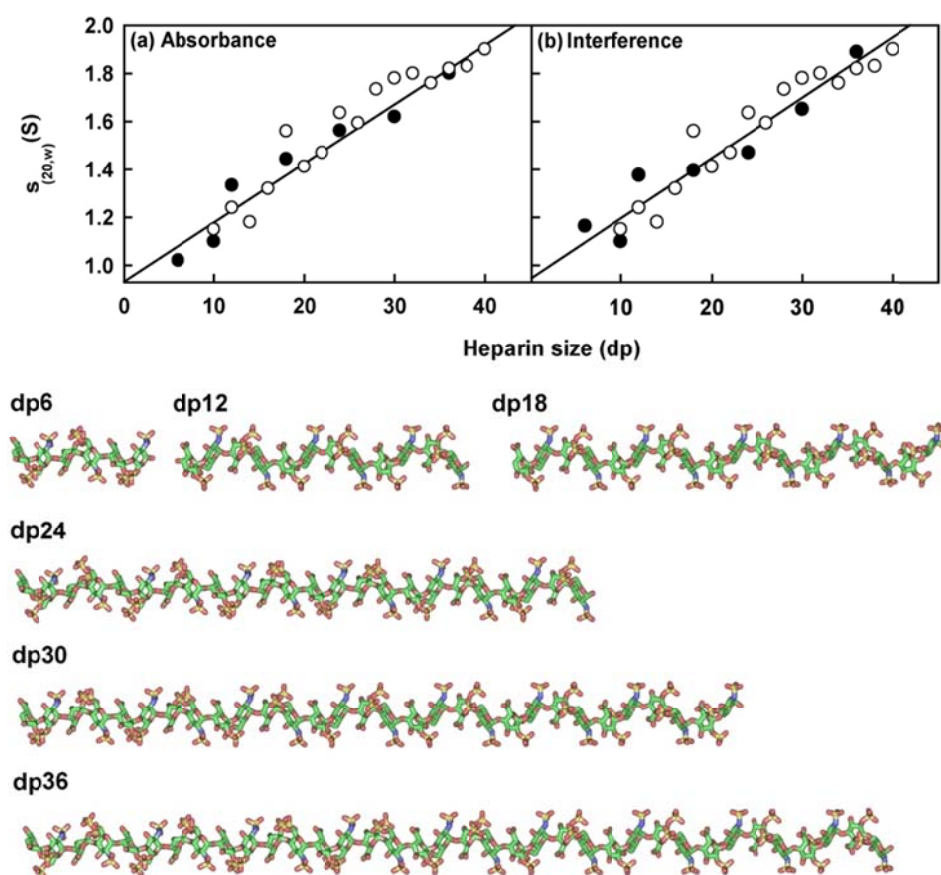 (a) Absorbance
(b) Interference
2.0
1.8
1.6
1.4
1.2
1.0
s(20,w) (S)
0 10 20 30 40 10 20 30 40
Heparin size (dp)
dp6 dp12 dp18
dp24
dp30
dp36